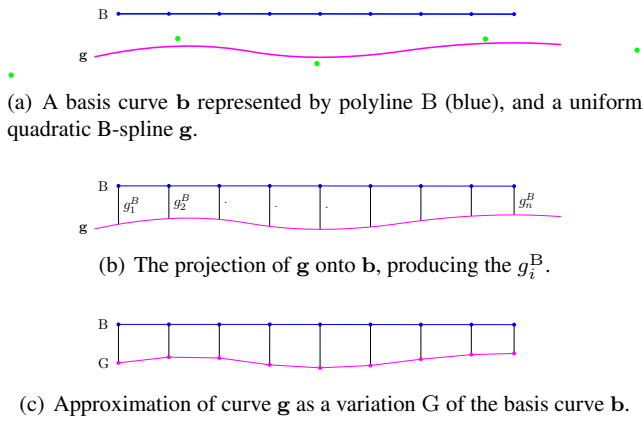 B
g
(a) A basis curve b represented by polyline B (blue), and a uniform
quadratic B-spline g.
B
g_1^B g_2^B . . . g_n^B
g
(b) The projection of g onto b, producing the g_i^B.
B
G
(c) Approximation of curve g as a variation G of the basis curve b.